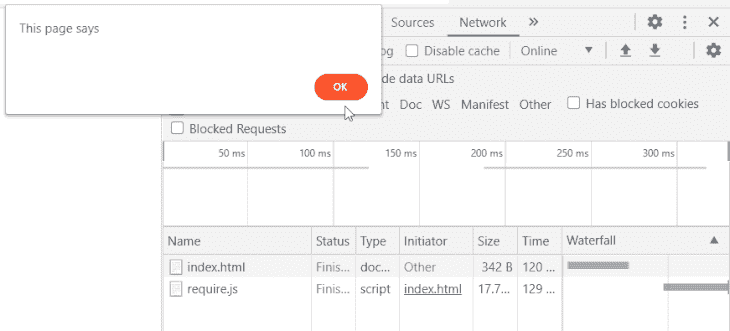 This page says
OK
Sources Network »
og Disable cache Online
de data URLs
nt Doc WS Manifest Other Has blocked cookies
Blocked Requests
50 ms 100 ms 150 ms 200 ms 250 ms 300 ms
Name Status Type Initiator Size Time Waterfall
index.html Finis... doc... Other 342 B 120 ...
require.js Finis... script index.html 17.7... 129 ...